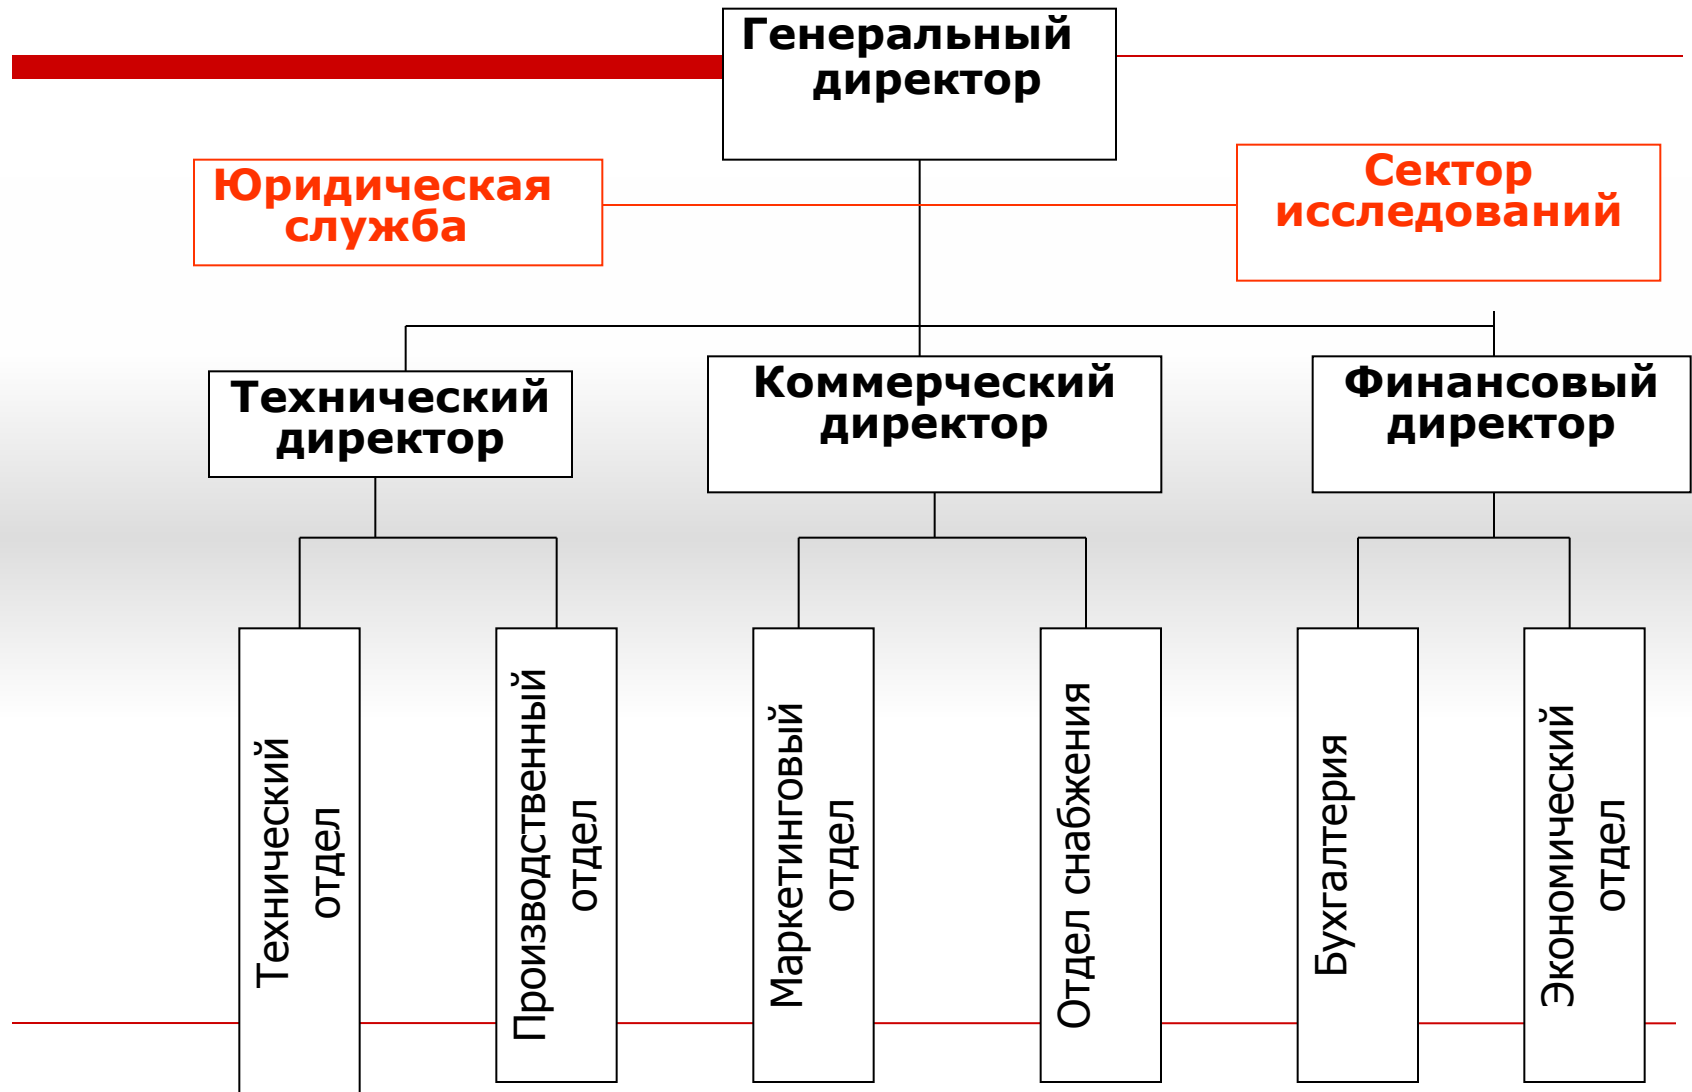 Генеральный
директор
Юридическая
служба
Сектор
исследований
Технический
директор
Коммерческий
директор
Финансовый
директор
Технический
отдел
Производственный
отдел
Маркетинговый
отдел
Отдел снабжения
Бухгалтерия
Экономический
отдел